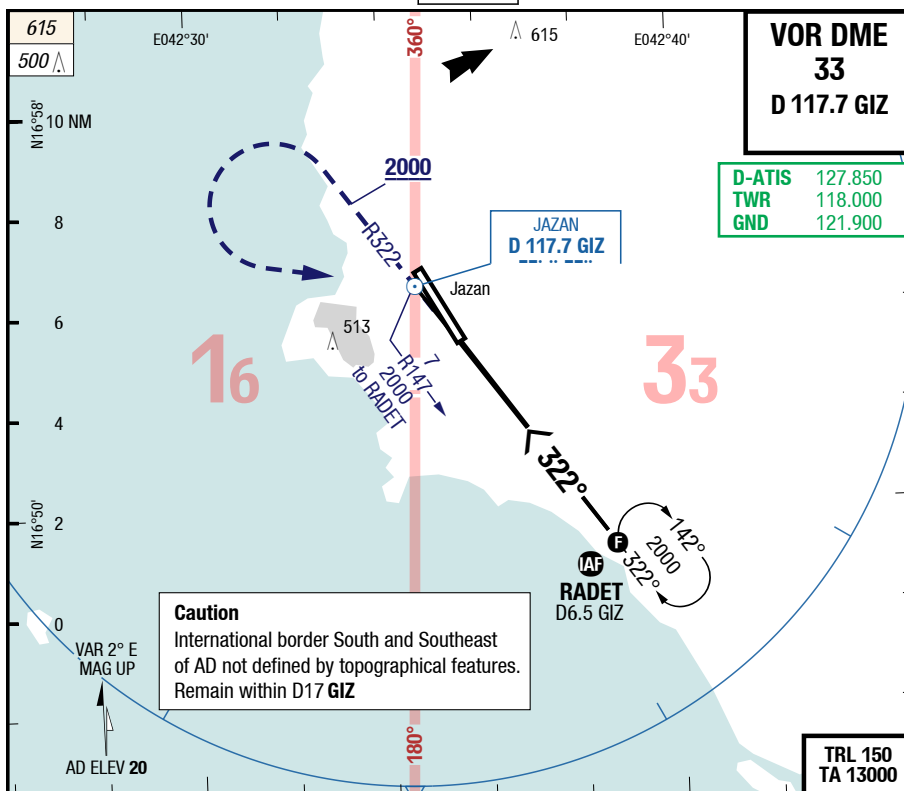 615
500
E042°30'
360°
615
E042°40'
VOR DME
33
D 117.7 GIZ
N16°58'
10 NM
D-ATIS 127.850
TWR 118.000
GND 121.900
2000
8
R322
JAZAN
D 117.7 GIZ
Jazan
6
513
16
33
7
R147
2000
to RADET
4
322°
N16°50'
2
F
142°
2000
322°
IAF
RADET
D6.5 GIZ
0
Caution
International border South and Southeast
of AD not defined by topographical features.
Remain within D17 GIZ
VAR 2° E
MAG UP
180°
AD ELEV 20
TRL 150
TA 13000